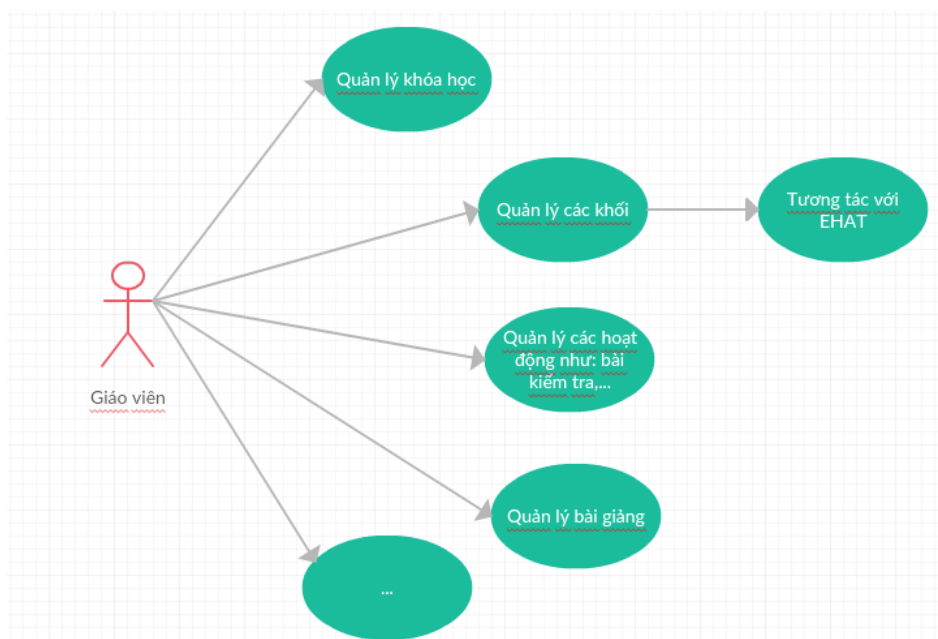 Quản lý khóa học
Quản lý các khối
Tương tác với
EHAT
Quản lý các hoạt
động như: bài
kiểm tra,...
Giáo viên
Quản lý bài giảng
...